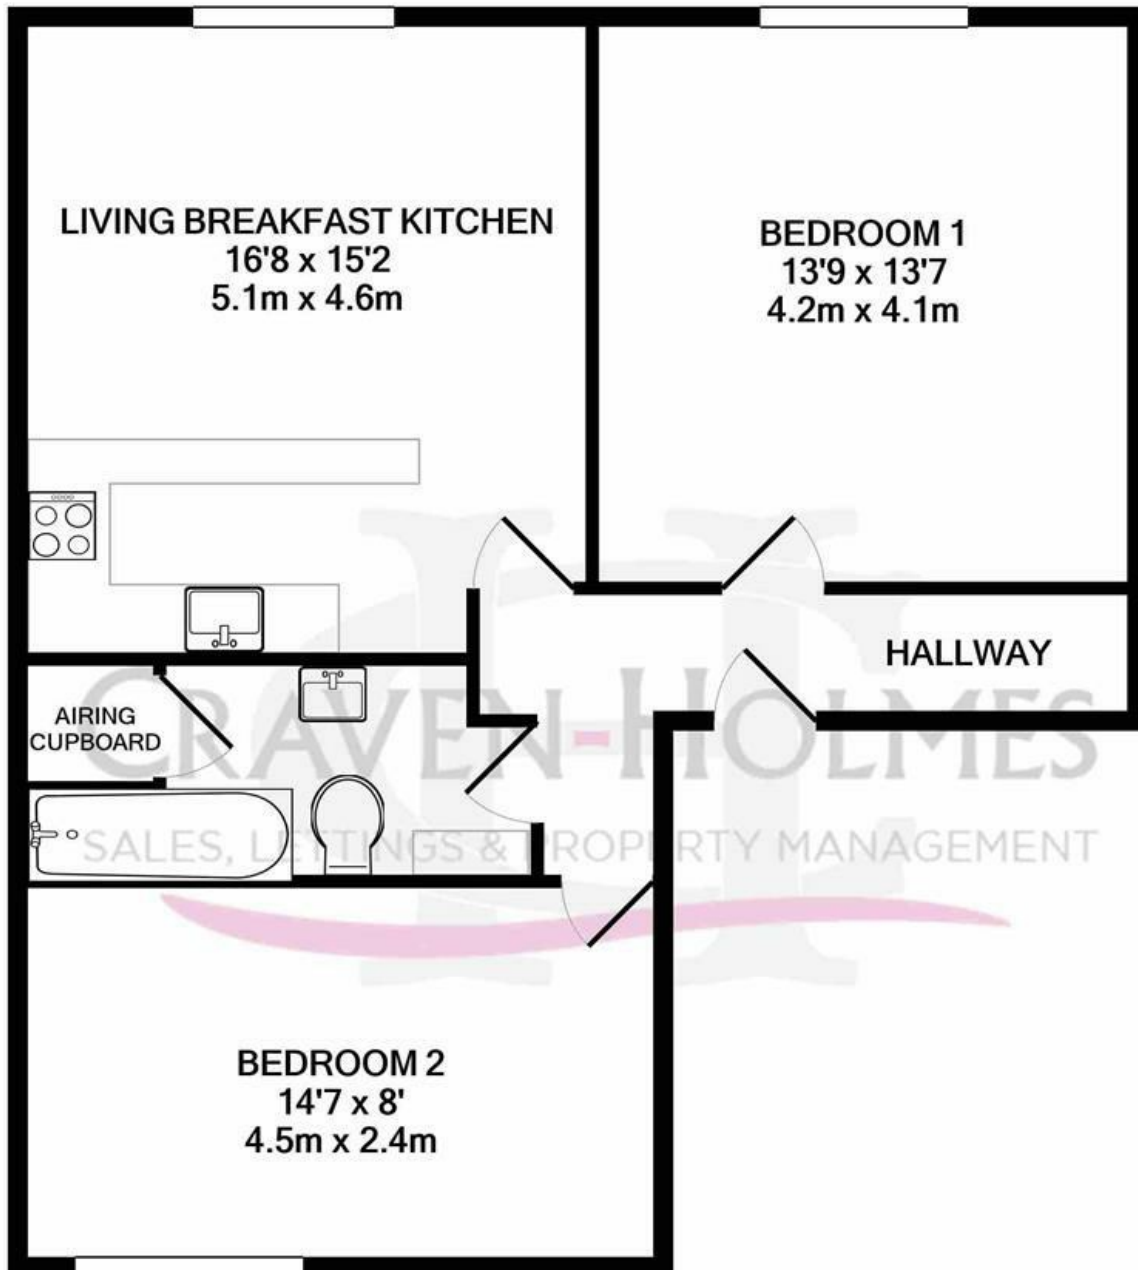 LIVING BREAKFAST KITCHEN
16'8 x 15'2
5.1m x 4.6m
BEDROOM 1
13'9 x 13'7
4.2m x 4.1m
HALLWAY
AIRING
CUPBOARD
CRAVEN-HOLMES
SALES, LETTINGS & PROPERTY MANAGEMENT
BEDROOM 2
14'7 x 8'
4.5m x 2.4m